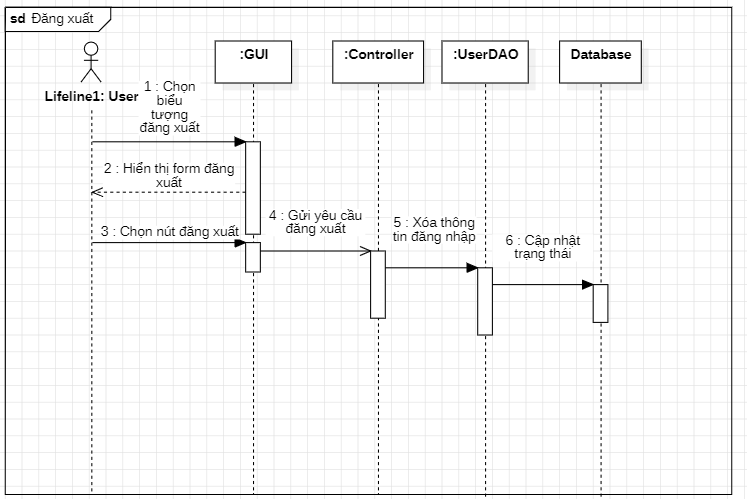 sd Đăng xuất
:GUI
:Controller
:UserDAO
Database
Lifeline1: User
1 : Chọn
biểu
tượng
đăng xuất
2 : Hiển thị form đăng
xuất
3 : Chọn nút đăng xuất
4 : Gửi yêu cầu
đăng xuất
5 : Xóa thông
tin đăng nhập
6 : Cập nhật
trạng thái